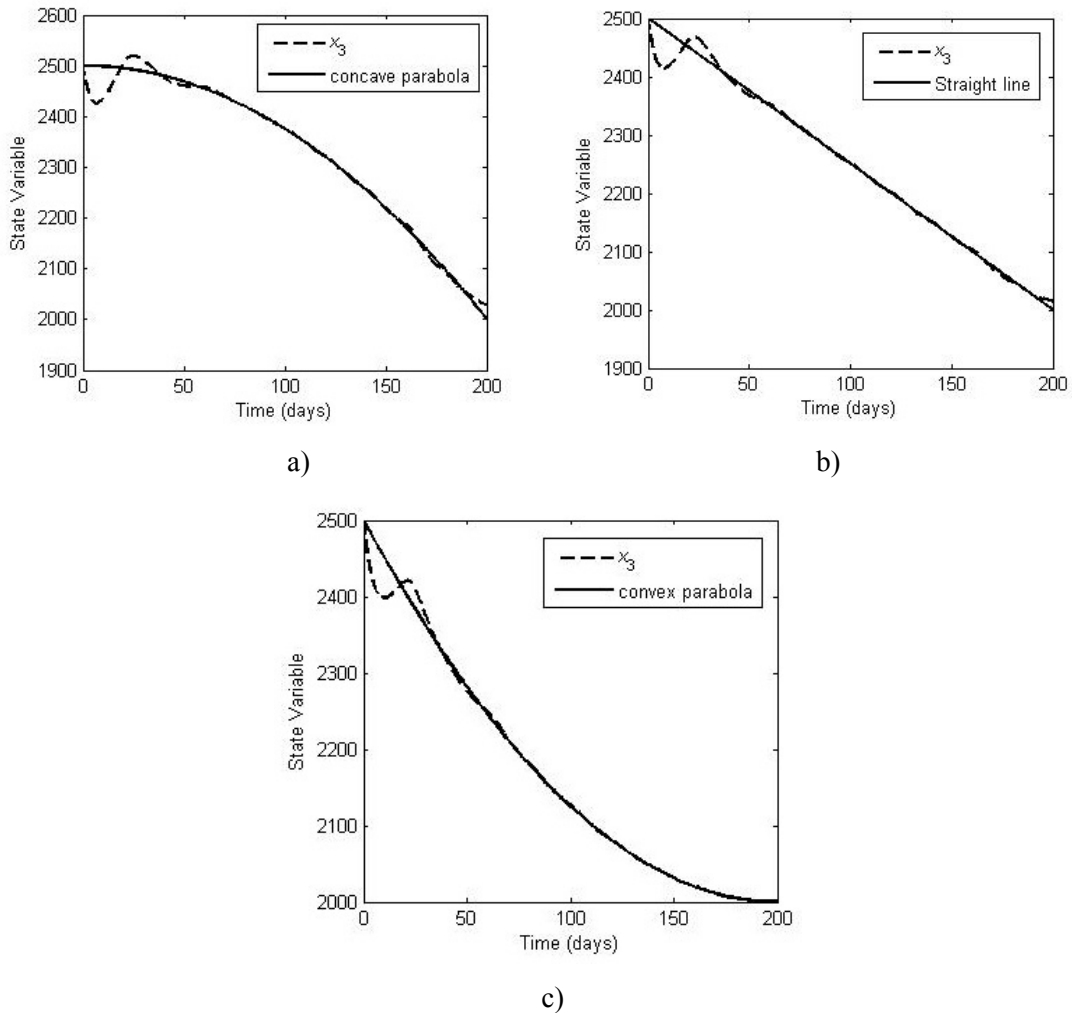 2600
2500
2400
2300
2200
2100
2000
1900
State Variable
0
50
100
150
200
Time (days)
x3
concave parabola
a)
2500
2400
2300
2200
2100
2000
1900
State Variable
0
50
100
150
200
Time (days)
x3
Straight line
b)
2500
2400
2300
2200
2100
2000
State Variable
0
50
100
150
200
Time (days)
x3
convex parabola
c)